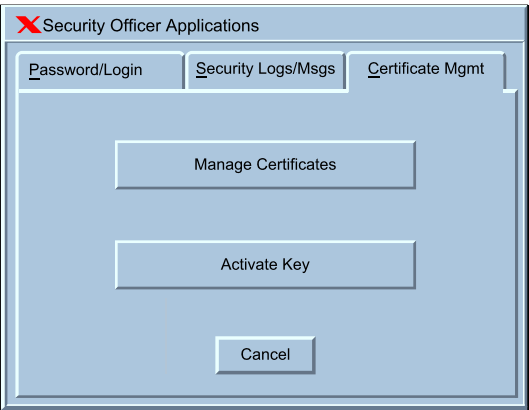 Security Officer Applications
Password/Login
Security Logs/Msgs
Certificate Mgmt
Manage Certificates
Activate Key
Cancel